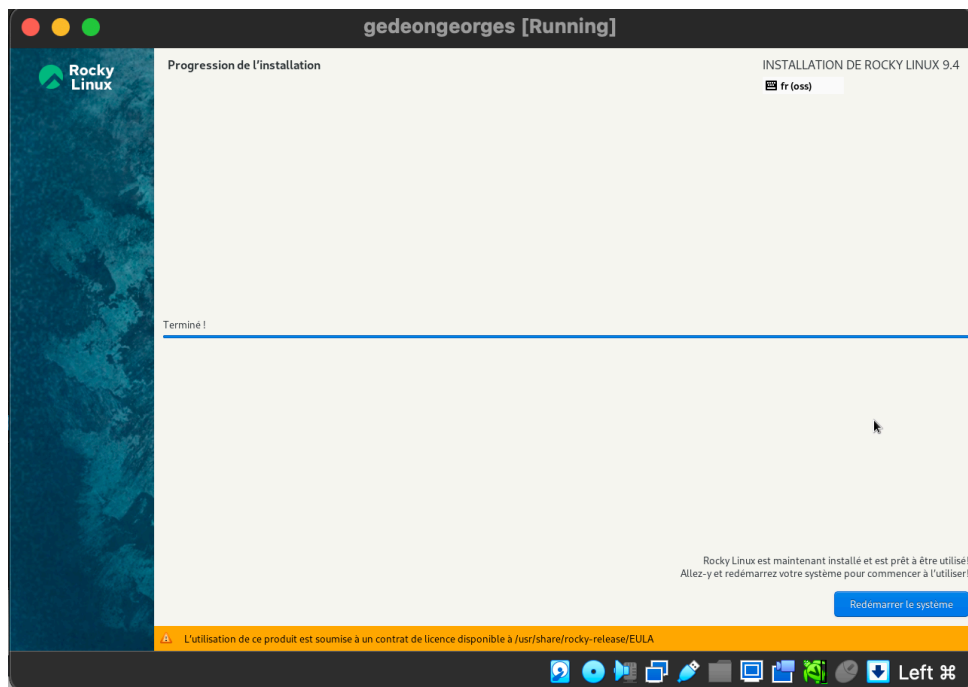 gedeongeorges [Running]
Rocky
Linux
Progression de l'installation
INSTALLATION DE ROCKY LINUX 9.4
fr (oss)
Terminé !
Rocky Linux est maintenant installé et est prêt à être utilisé!
Allez-y et redémarrez votre système pour commencer à l'utiliser!
Redémarrer le système
L'utilisation de ce produit est soumise à un contrat de licence disponible à /usr/share/rocky-release/EULA
Left ⌘